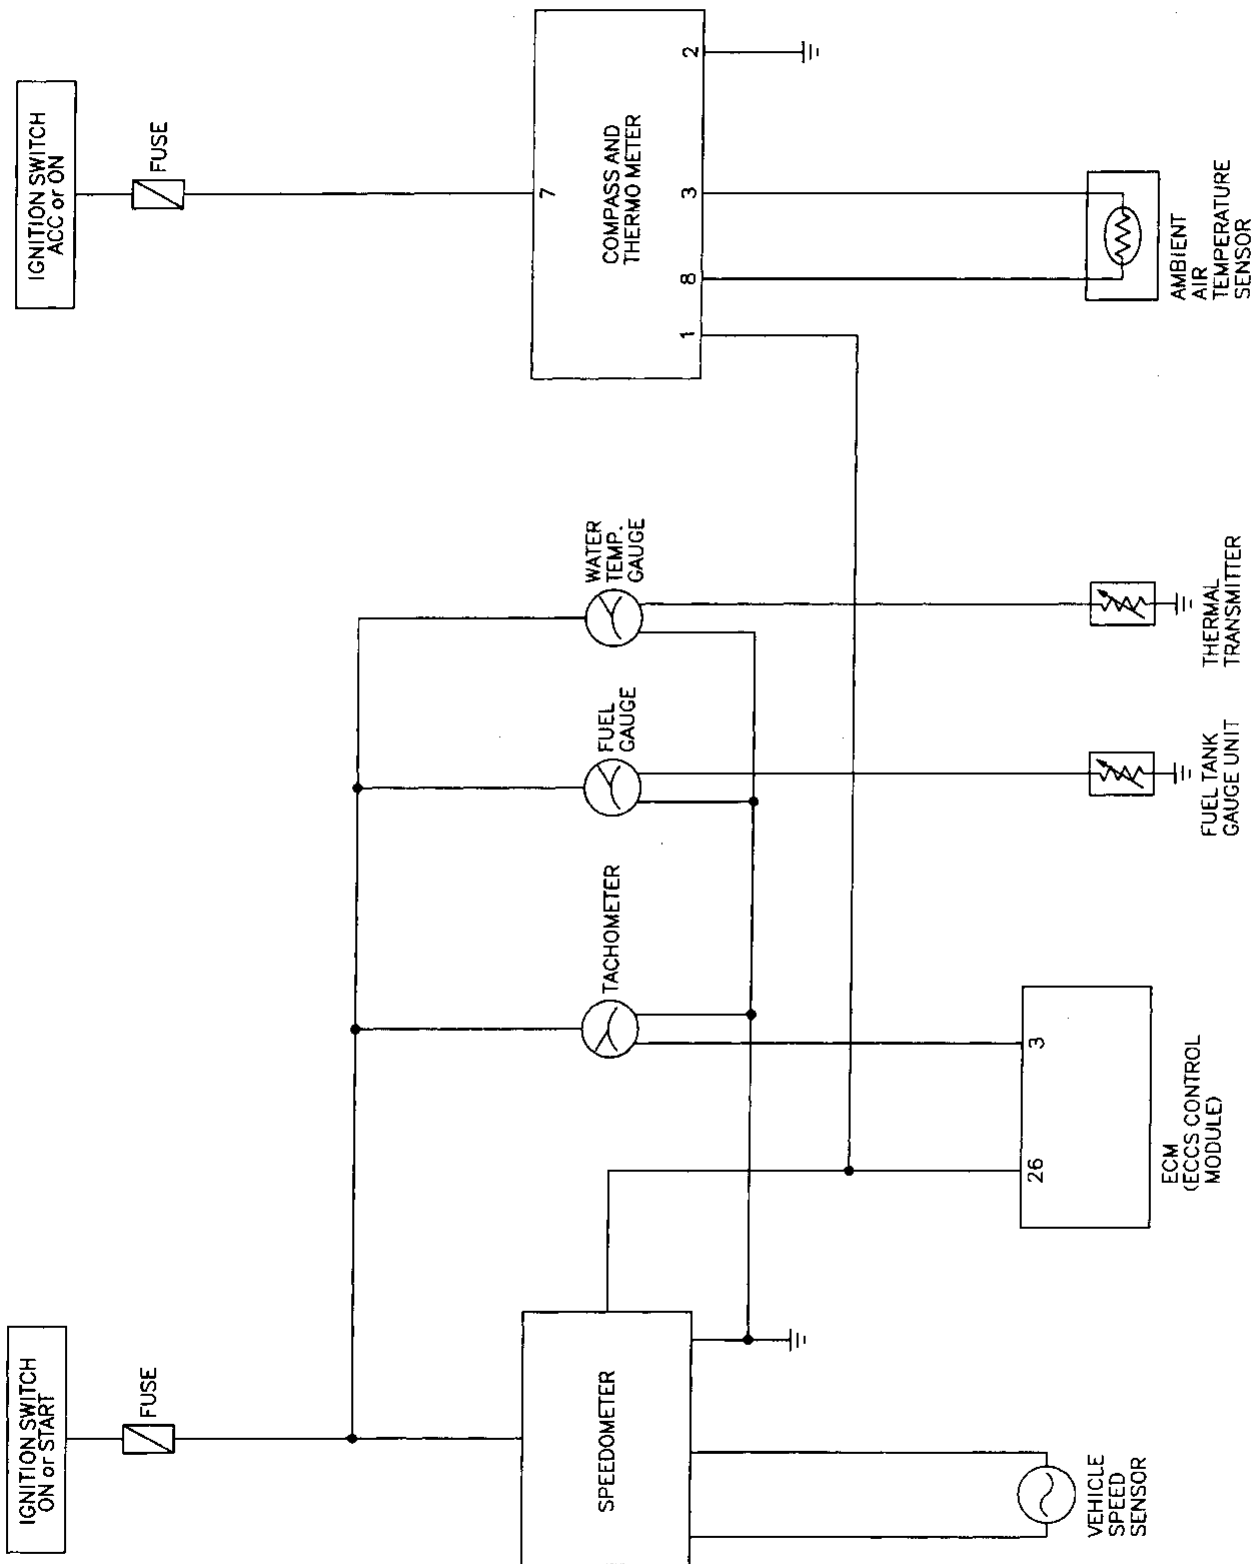 IGNITION SWITCH
ON or START
FUSE
SPEEDOMETER
VEHICLE
SPEED
SENSOR
TACHOMETER
26
3
ECM
(ECCS CONTROL
MODULE)
FUEL
GAUGE
FUEL TANK
GAUGE UNIT
WATER
TEMP.
GAUGE
THERMAL
TRANSMITTER
IGNITION SWITCH
ACC or ON
FUSE
7
COMPASS AND
THERMO METER
1
8
3
2
AMBIENT
AIR
TEMPERATURE
SENSOR